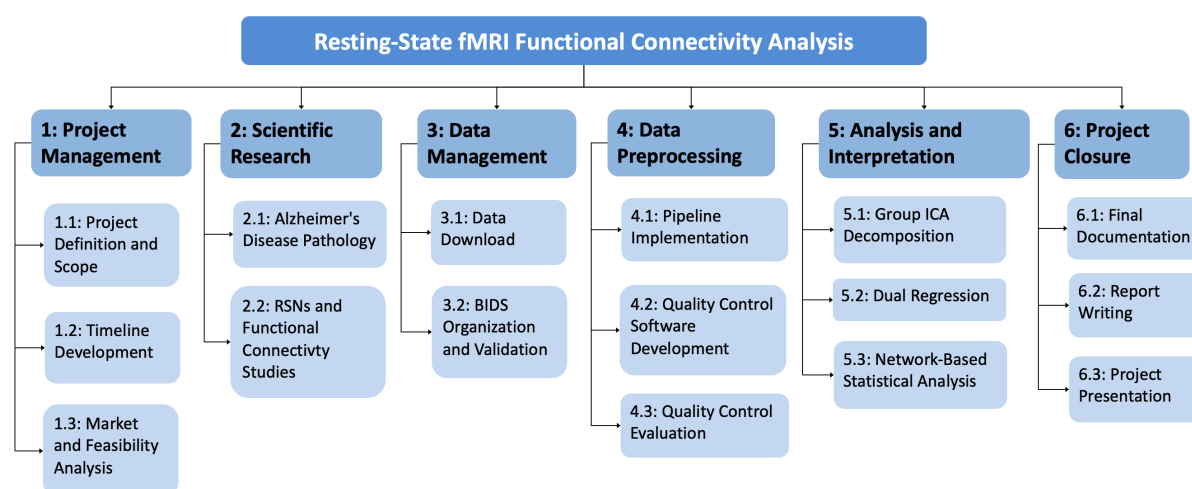 Resting-State fMRI Functional Connectivity Analysis
1: Project
Management
1.1: Project
Definition and
Scope
1.2: Timeline
Development
1.3: Market
and Feasibility
Analysis
2: Scientific
Research
2.1: Alzheimer's
Disease Pathology
2.2: RSNs and
Functional
Connectivty
Studies
3: Data
Management
3.1: Data
Download
3.2: BIDS
Organization
and Validation
4: Data
Preprocessing
4.1: Pipeline
Implementation
4.2: Quality Control
Software
Development
4.3: Quality Control
Evaluation
5: Analysis and
Interpretation
5.1: Group ICA
Decomposition
5.2: Dual Regression
5.3: Network-Based
Statistical Analysis
6: Project
Closure
6.1: Final
Documentation
6.2: Report
Writing
6.3: Project
Presentation